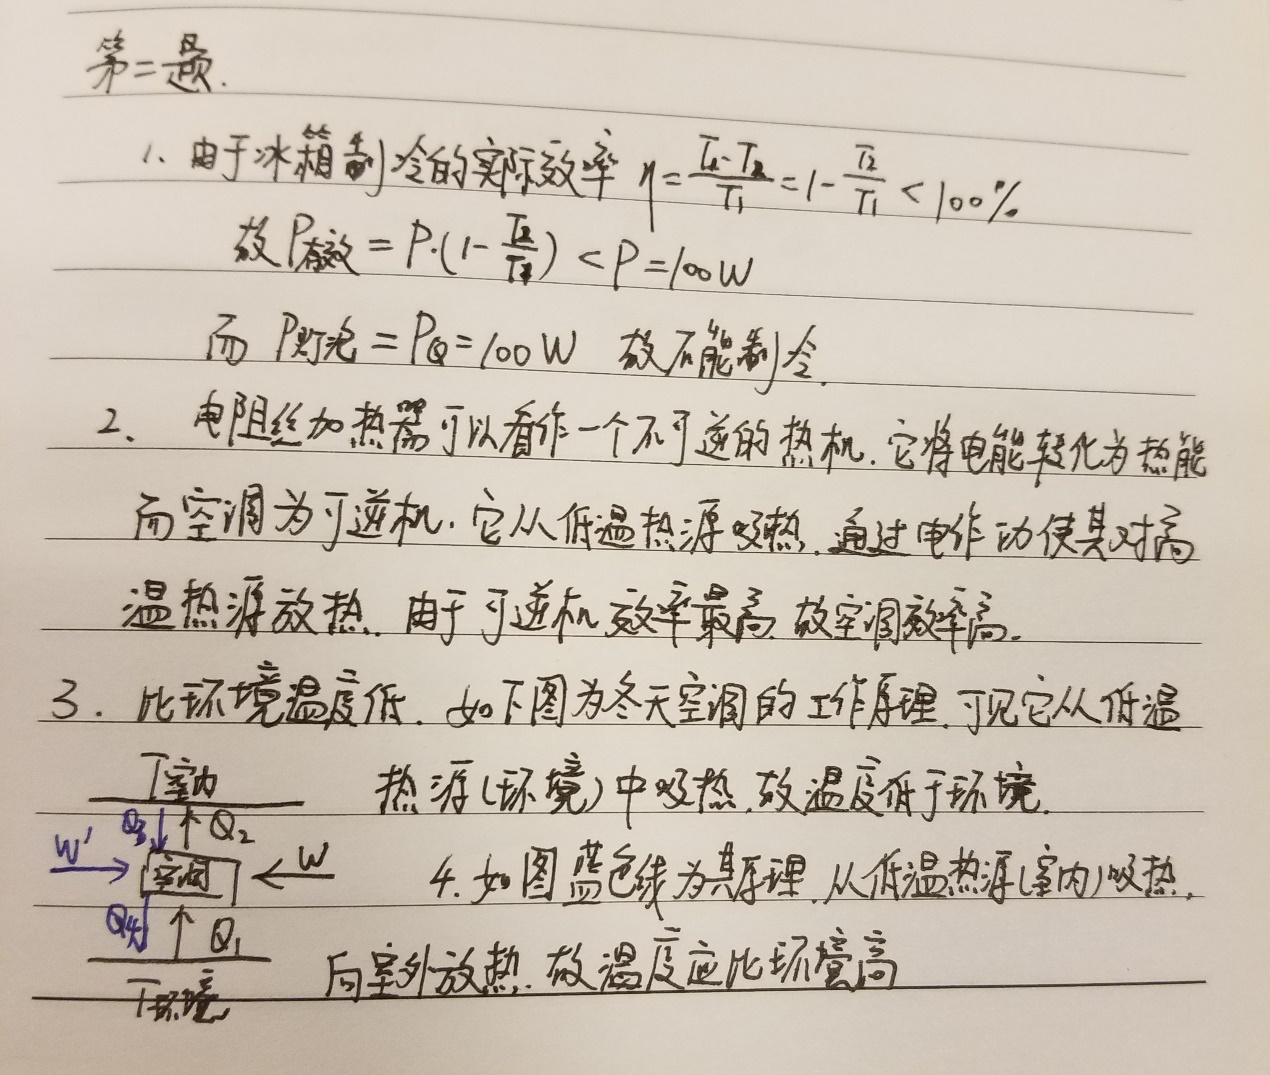 第二题.
1. 由于冰箱制冷的实际效率 η = (T1-T2)/T1 = 1 - T2/T1 < 100%
故P有效 = P·(1 - T2/T1) < P = 100W
而 P灯泡 = PQ = 100W 故不能制冷.
2. 电阻丝加热器可以看作一个不可逆的热机.它将电能转化为热能
而空调为可逆机.它从低温热源吸热.通过电作功使其对高
温热源放热.由于可逆机效率最高.故空调效率高.
3. 比环境温度低.如下图为冬天空调的工作原理.可见它从低温
热源(环境)中吸热.故温度低于环境.
T室内
Q3 Q2
W' 空调 W
Q4 Q1
T环境
4. 如图蓝色线为其原理.从低温热源(室内)吸热,
向室外放热.故温度应比环境高